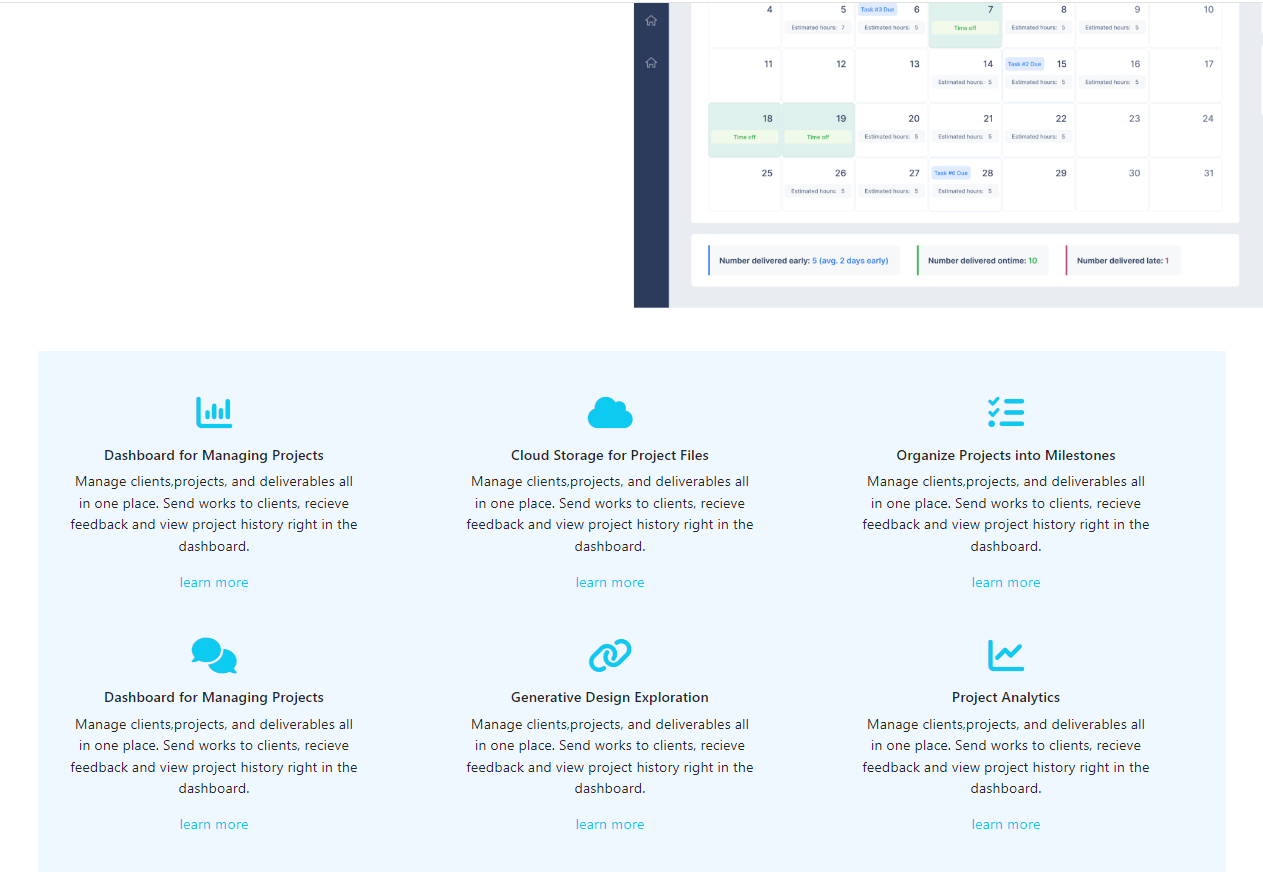 4 5 Task #3 Due 6 7 8 9 10
Estimated hours: 7 Estimated hours: 5 Time off Estimated hours: 5 Estimated hours: 5
11 12 13 14 Task #2 Due 15 16 17
Estimated hours: 5 Estimated hours: 5 Estimated hours: 5
18 19 20 21 22 23 24
Time off Time off Estimated hours: 5 Estimated hours: 5 Estimated hours: 5
25 26 27 Task #6 Due 28 29 30 31
Estimated hours: 5 Estimated hours: 5 Estimated hours: 5
Number delivered early: 5 (avg. 2 days early) Number delivered ontime: 10 Number delivered late: 1
Dashboard for Managing Projects
Manage clients,projects, and deliverables all
in one place. Send works to clients, recieve
feedback and view project history right in the
dashboard.
learn more
Cloud Storage for Project Files
Manage clients,projects, and deliverables all
in one place. Send works to clients, recieve
feedback and view project history right in the
dashboard.
learn more
Organize Projects into Milestones
Manage clients,projects, and deliverables all
in one place. Send works to clients, recieve
feedback and view project history right in the
dashboard.
learn more
Dashboard for Managing Projects
Manage clients,projects, and deliverables all
in one place. Send works to clients, recieve
feedback and view project history right in the
dashboard.
learn more
Generative Design Exploration
Manage clients,projects, and deliverables all
in one place. Send works to clients, recieve
feedback and view project history right in the
dashboard.
learn more
Project Analytics
Manage clients,projects, and deliverables all
in one place. Send works to clients, recieve
feedback and view project history right in the
dashboard.
learn more